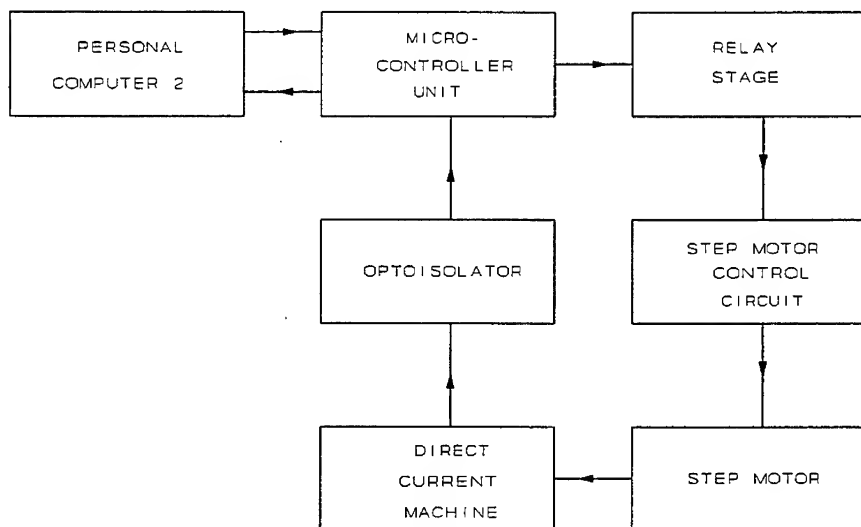 PERSONAL
COMPUTER 2
MICRO-
CONTROLLER
UNIT
RELAY
STAGE
OPTOISOLATOR
STEP MOTOR
CONTROL
CIRCUIT
DIRECT
CURRENT
MACHINE
STEP MOTOR